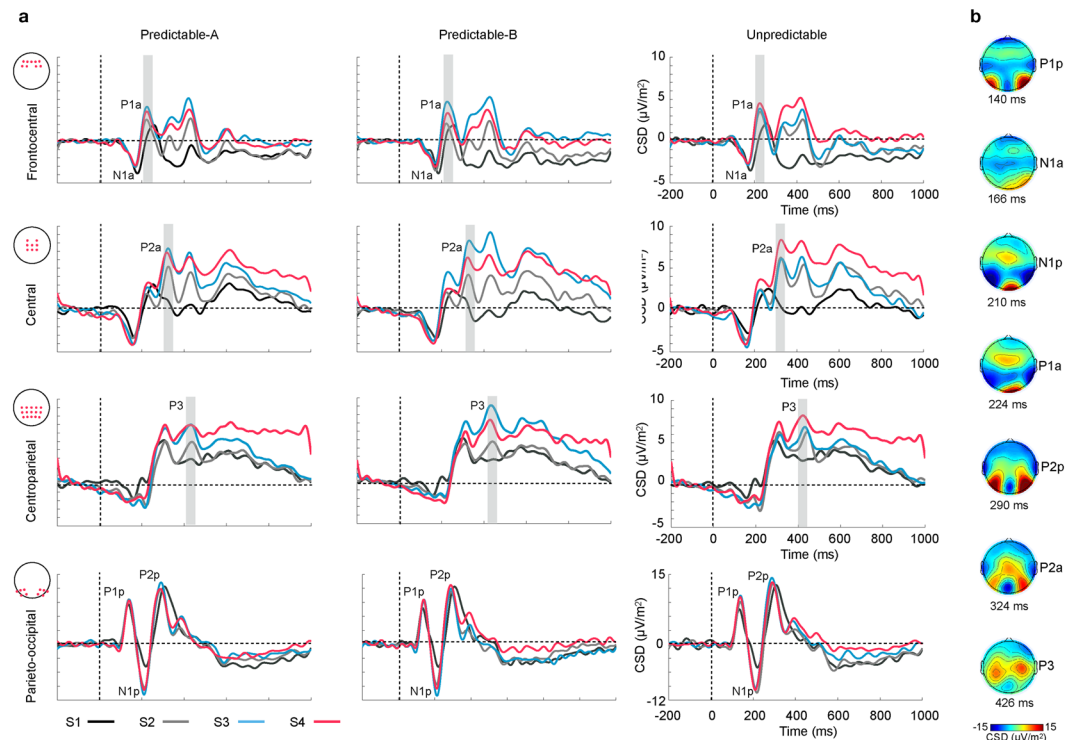 a
b
Predictable-A
Predictable-B
Unpredictable
Frontocentral
P1a
N1a
P1a
N1a
CSD (µV/m²)
10
5
0
-5
P1a
N1a
-200 0 200 400 600 800 1000
Time (ms)
Central
P2a
P2a
(µV/m²)
10
5
0
-5
P2a
-200 0 200 400 600 800 1000
Time (ms)
Centroparietal
P3
P3
CSD (µV/m²)
10
5
0
-5
P3
-200 0 200 400 600 800 1000
Time (ms)
Parieto-occipital
P1p
P2p
N1p
P1p
P2p
N1p
CSD (µV/m²)
15
0
-12
P1p
P2p
N1p
-200 0 200 400 600 800 1000
Time (ms)
S1
S2
S3
S4
P1p
140 ms
N1a
166 ms
N1p
210 ms
P1a
224 ms
P2p
290 ms
P2a
324 ms
P3
426 ms
-15 15
CSD (µV/m²)